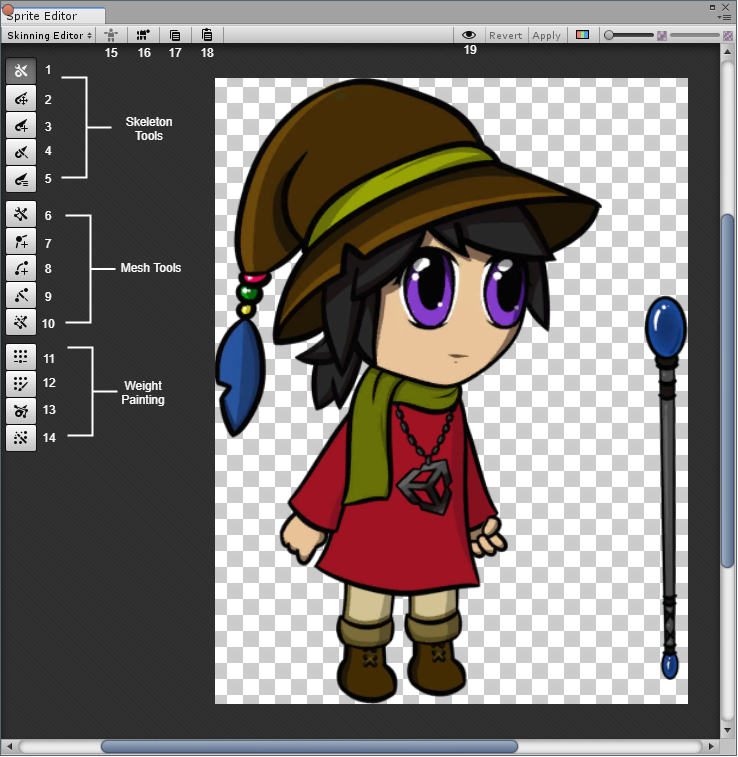 Sprite Editor
Skinning Editor
Revert
Apply
15
16
17
18
19
1
2
3
4
5
Skeleton
Tools
6
7
8
9
10
Mesh Tools
11
12
13
14
Weight
Painting